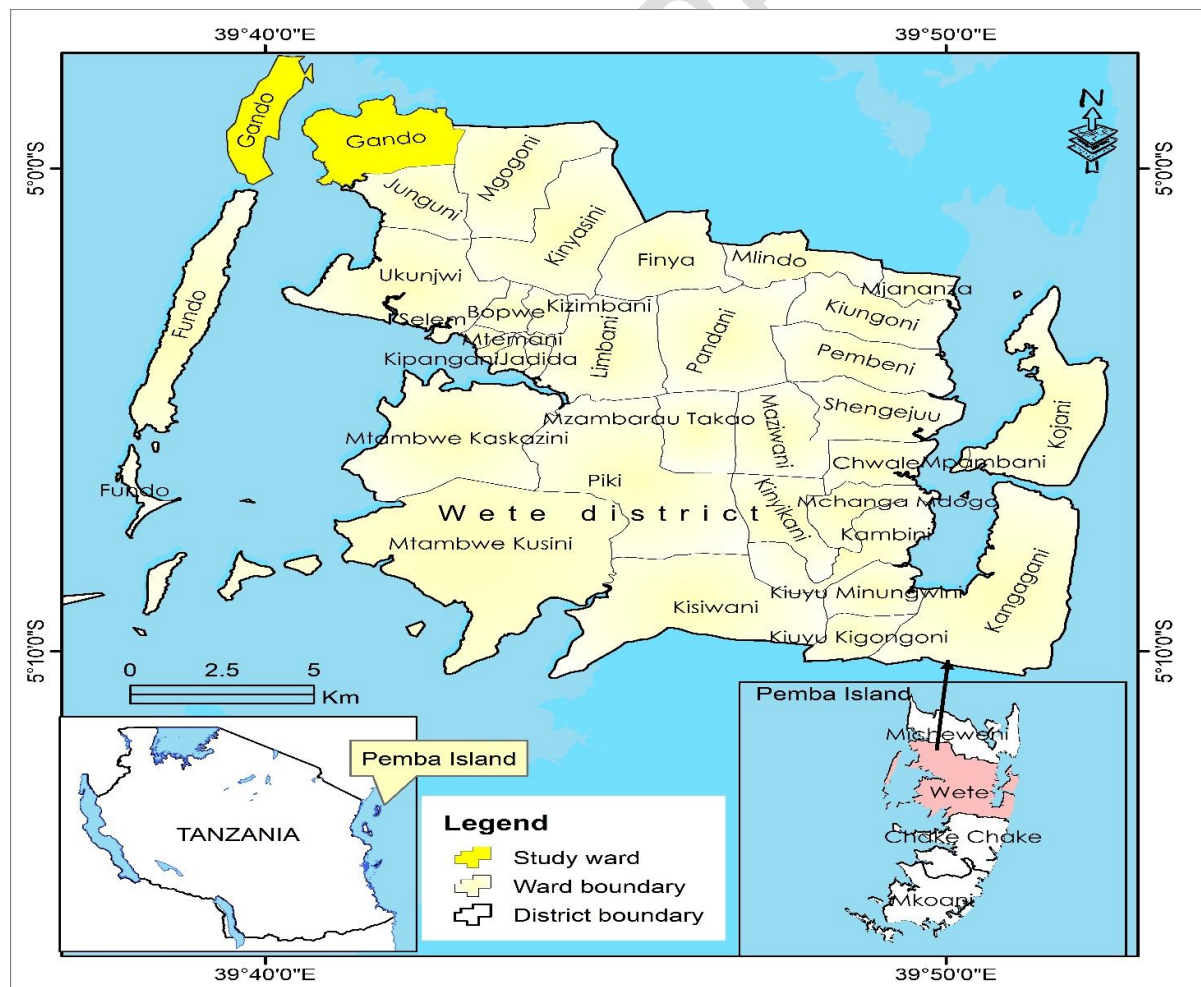 39°40'0"E 39°50'0"E
N
5°0'0"S 5°0'0"S
Gando
Gando
Mgogoni
Junguni
Kinyasini
Finya
Mlindo
Ukunjwi
Mjananza
Fundo
Selem
Bopwe
Kizimbani
Kiungoni
Mtemani
Limbani
Pandani
Pembeni
Kipangani
Jadida
Shengejuu
Kojani
Mtambwe Kaskazini
Mzambarau Takao
Maziwani
Chwale
Mpambani
Fundo
Piki
Kinyikani
Mchanga Mdogo
Wete district
Mtambwe Kusini
Kambini
Kangagani
Kisiwani
Kiuyu Minungwini
Kiuyu Kigongoni
5°10'0"S 5°10'0"S
0 2.5 5
Km
Pemba Island
TANZANIA
Legend
Study ward
Ward boundary
District boundary
Pemba Island
Micheweni
Wete
Chake Chake
Mkoani
39°40'0"E 39°50'0"E